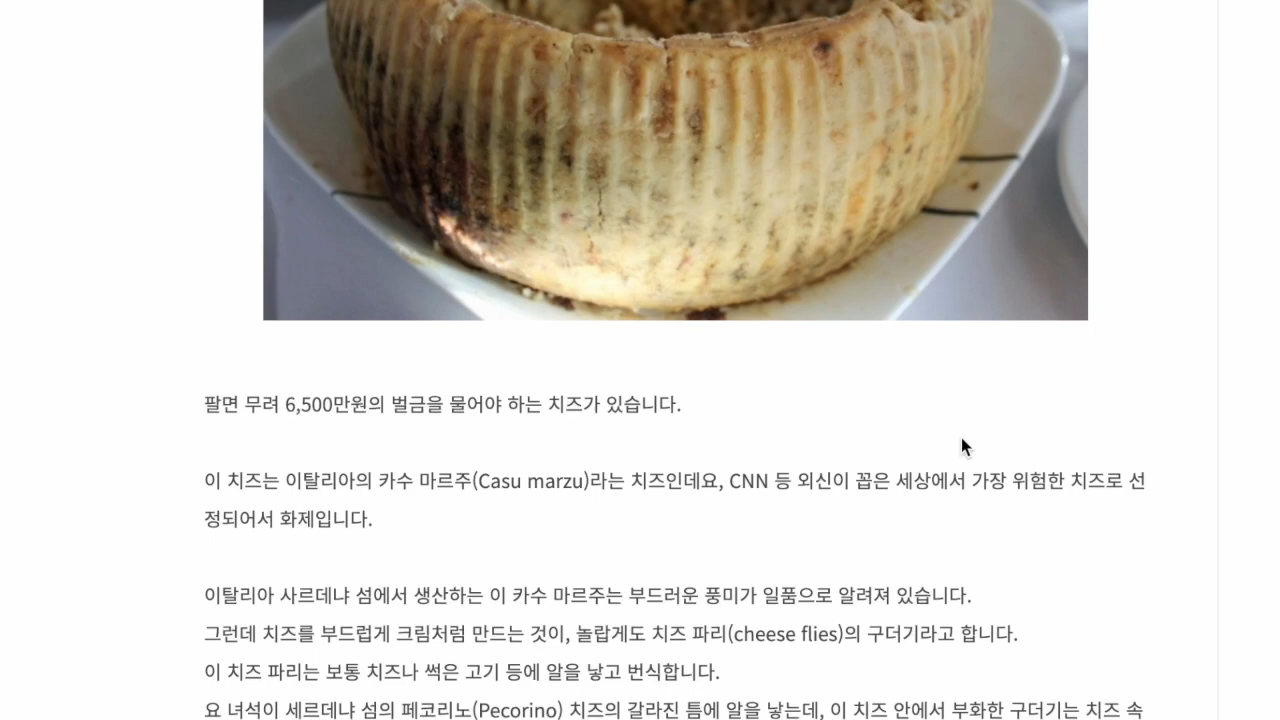 팔면 무려 6,500만원의 벌금을 물어야 하는 치즈가 있습니다.
이 치즈는 이탈리아의 카수 마르주(Casu marzu)라는 치즈인데요, CNN 등 외신이 꼽은 세상에서 가장 위험한 치즈로 선
정되어서 화제입니다.
이탈리아 사르데냐 섬에서 생산하는 이 카수 마르주는 부드러운 풍미가 일품으로 알려져 있습니다.
그런데 치즈를 부드럽게 크림처럼 만드는 것이, 놀랍게도 치즈 파리(cheese flies)의 구더기라고 합니다.
이 치즈 파리는 보통 치즈나 썩은 고기 등에 알을 낳고 번식합니다.
요 녀석이 세르데냐 섬의 페코리노(Pecorino) 치즈의 갈라진 틈에 알을 낳는데, 이 치즈 안에서 부화한 구더기는 치즈 속